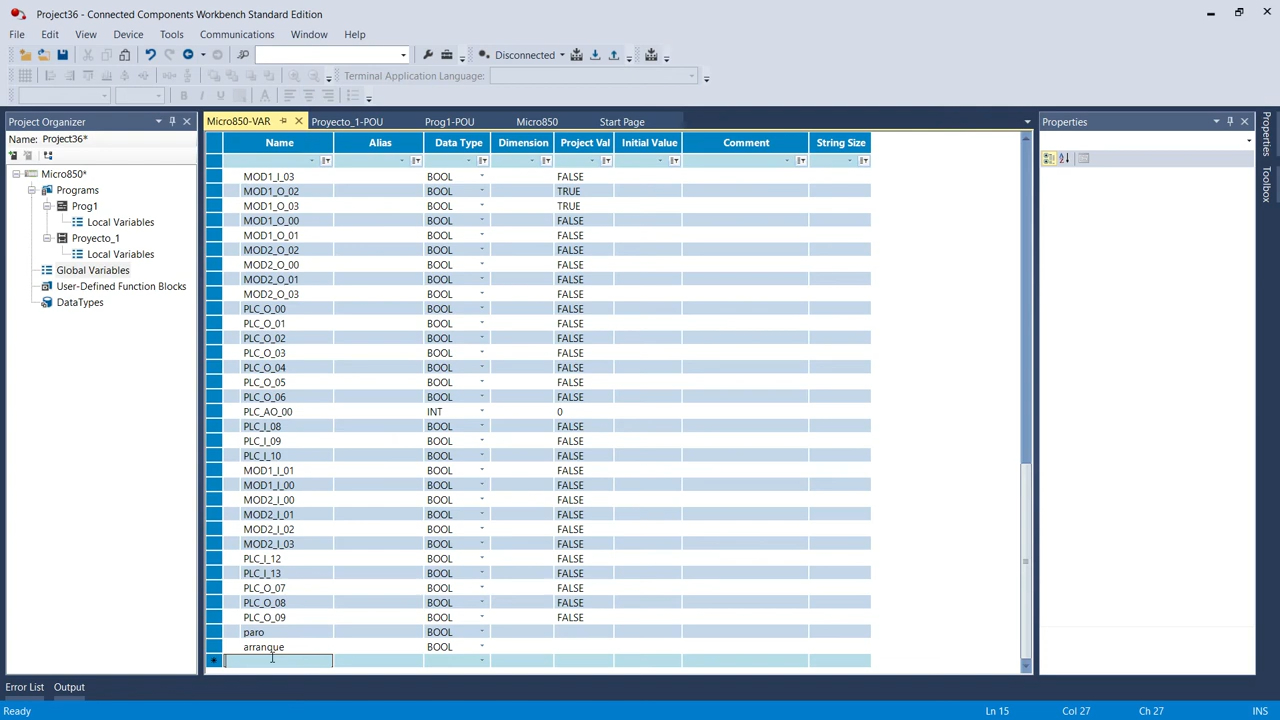 Project36 - Connected Components Workbench Standard Edition
File Edit View Device Tools Communications Window Help
Disconnected
Terminal Application Language:
B I U A
Project Organizer
Name: Project36*
Micro850*
Programs
Prog1
Local Variables
Proyecto_1
Local Variables
Global Variables
User-Defined Function Blocks
DataTypes
Micro850-VAR Proyecto_1-POU Prog1-POU Micro850 Start Page
Name Alias Data Type Dimension Project Val Initial Value Comment String Size
MOD1_I_03 BOOL FALSE
MOD1_O_02 BOOL TRUE
MOD1_O_03 BOOL TRUE
MOD1_O_00 BOOL FALSE
MOD1_O_01 BOOL FALSE
MOD2_O_02 BOOL FALSE
MOD2_O_00 BOOL FALSE
MOD2_O_01 BOOL FALSE
MOD2_O_03 BOOL FALSE
PLC_O_00 BOOL FALSE
PLC_O_01 BOOL FALSE
PLC_O_02 BOOL FALSE
PLC_O_03 BOOL FALSE
PLC_O_04 BOOL FALSE
PLC_O_05 BOOL FALSE
PLC_O_06 BOOL FALSE
PLC_AO_00 INT 0
PLC_I_08 BOOL FALSE
PLC_I_09 BOOL FALSE
PLC_I_10 BOOL FALSE
MOD1_I_01 BOOL FALSE
MOD1_I_00 BOOL FALSE
MOD2_I_00 BOOL FALSE
MOD2_I_01 BOOL FALSE
MOD2_I_02 BOOL FALSE
MOD2_I_03 BOOL FALSE
PLC_I_12 BOOL FALSE
PLC_I_13 BOOL FALSE
PLC_O_07 BOOL FALSE
PLC_O_08 BOOL FALSE
PLC_O_09 BOOL FALSE
paro BOOL
arranque BOOL
Properties
Properties
Toolbox
Error List Output
Ready Ln 15 Col 27 Ch 27 INS